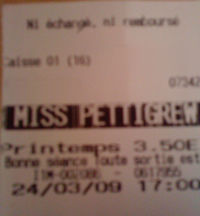 Ni échangé, ni remboursé
Caisse 01 (16)
07342
MISS PETTIGREW
Printemps 3.50E
Bonne séance Toute sortie est
24/03/09 17:00